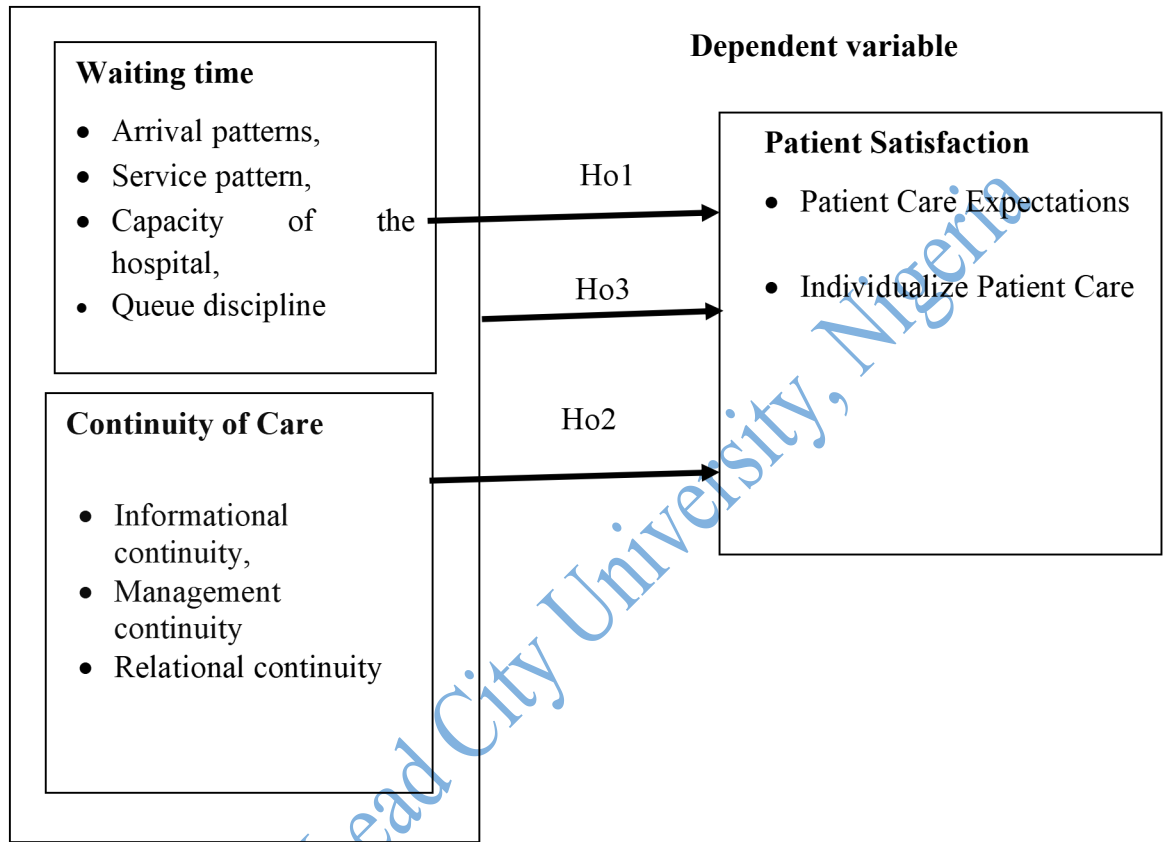 Waiting time
• Arrival patterns,
• Service pattern,
• Capacity of the
hospital,
• Queue discipline
Continuity of Care
• Informational
continuity,
• Management
continuity
• Relational continuity
Ho1
Ho3
Ho2
Dependent variable
Patient Satisfaction
• Patient Care Expectations
• Individualize Patient Care
Lead City University, Nigeria